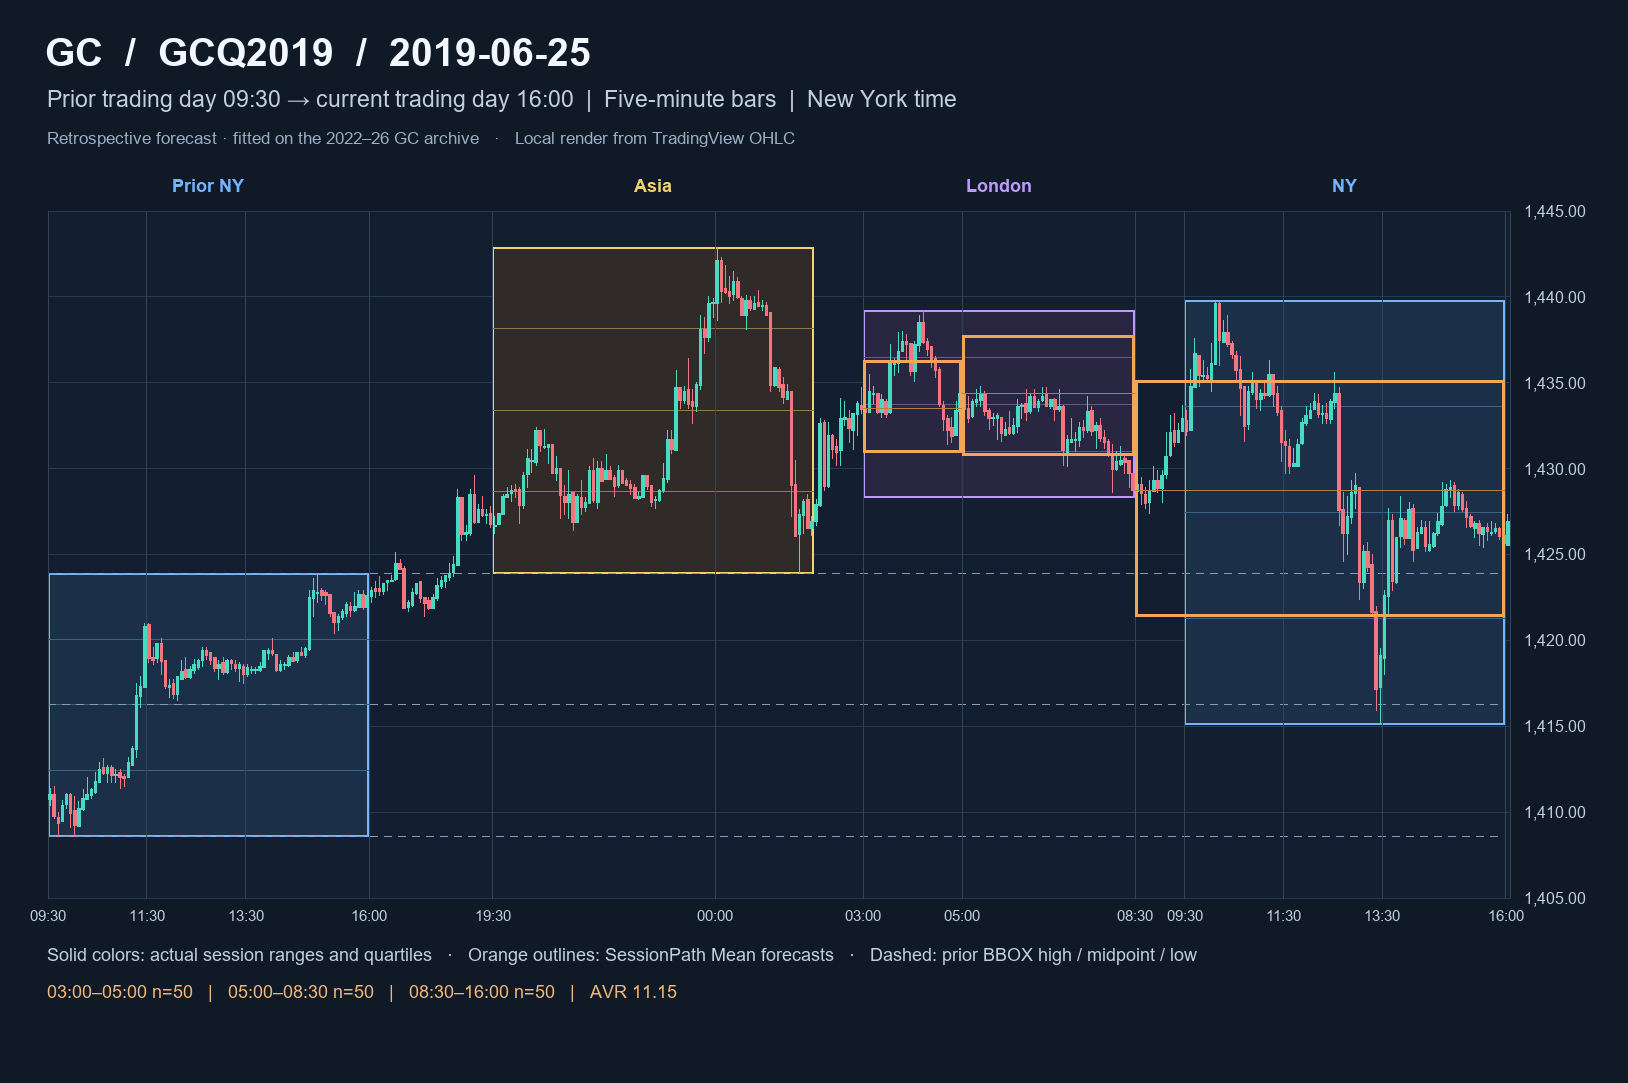 GC / GCQ2019 / 2019-06-25
Prior trading day 09:30 → current trading day 16:00 | Five-minute bars | New York time
Retrospective forecast · fitted on the 2022–26 GC archive · Local render from TradingView OHLC
Prior NY Asia London NY
1,445.00
1,440.00
1,435.00
1,430.00
1,425.00
1,420.00
1,415.00
1,410.00
1,405.00
09:30 11:30 13:30 16:00 19:30 00:00 03:00 05:00 08:30 09:30 11:30 13:30 16:00
Solid colors: actual session ranges and quartiles · Orange outlines: SessionPath Mean forecasts · Dashed: prior BBOX high / midpoint / low
03:00–05:00 n=50 | 05:00–08:30 n=50 | 08:30–16:00 n=50 | AVR 11.15